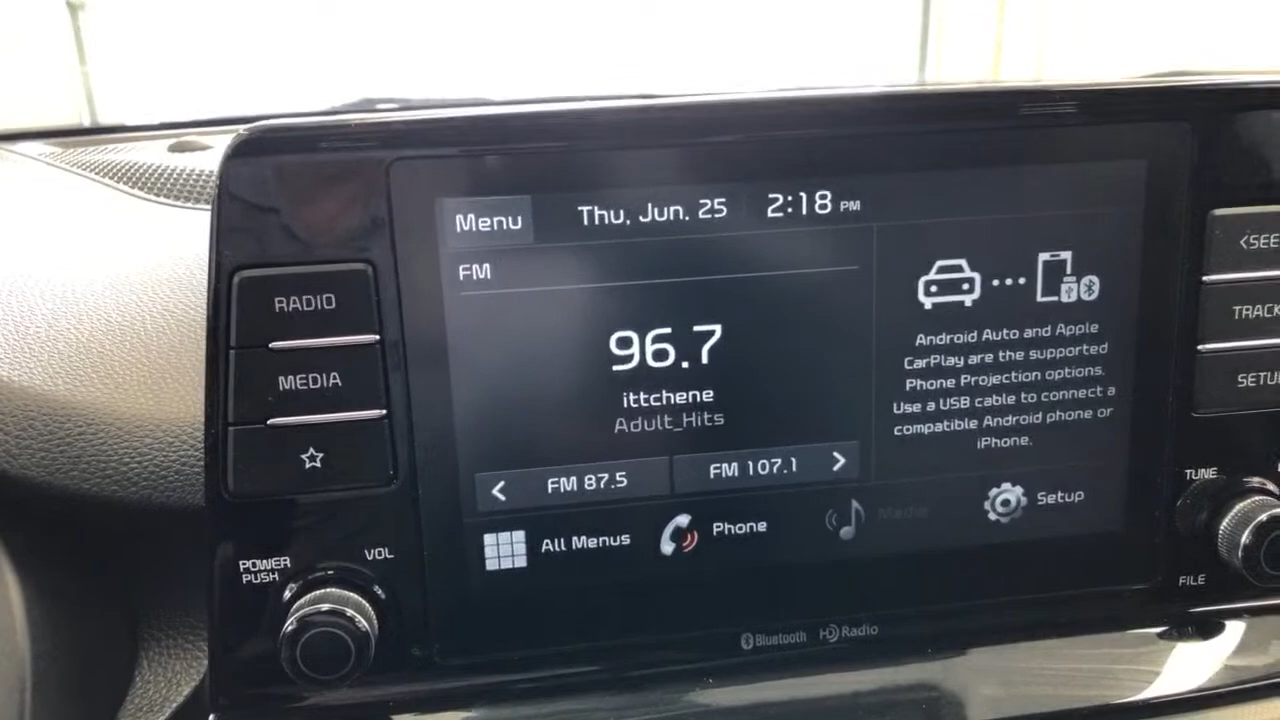 Menu Thu, Jun. 25 2:18 PM
FM
96.7
ittchene
Adult_Hits
FM 87.5 FM 107.1
All Menus Phone Media Setup
Android Auto and Apple
CarPlay are the supported
Phone Projection options.
Use a USB cable to connect a
compatible Android phone or
iPhone.
RADIO
MEDIA
POWER
PUSH
VOL
Bluetooth HD Radio
<SEE
TRACK
SETU
TUNE
FILE